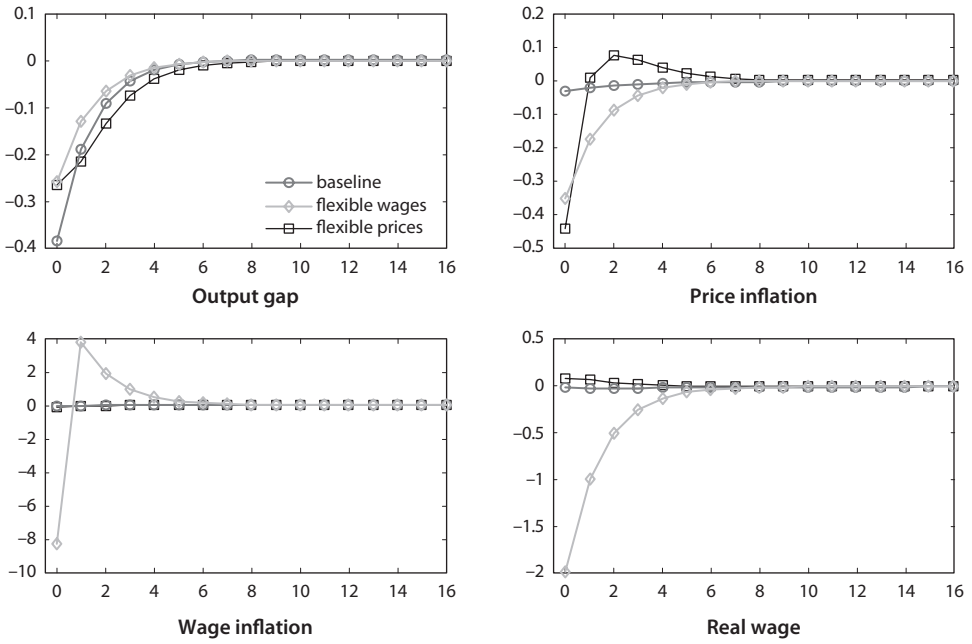 0.1
0
–0.1
–0.2
–0.3
–0.4
0 2 4 6 8 10 12 14 16
baseline
flexible wages
flexible prices
Output gap
0.2
0.1
0
–0.1
–0.2
–0.3
–0.4
–0.5
0 2 4 6 8 10 12 14 16
Price inflation
4
2
0
–2
–4
–6
–8
–10
0 2 4 6 8 10 12 14 16
Wage inflation
0.5
0
–0.5
–1
–1.5
–2
0 2 4 6 8 10 12 14 16
Real wage